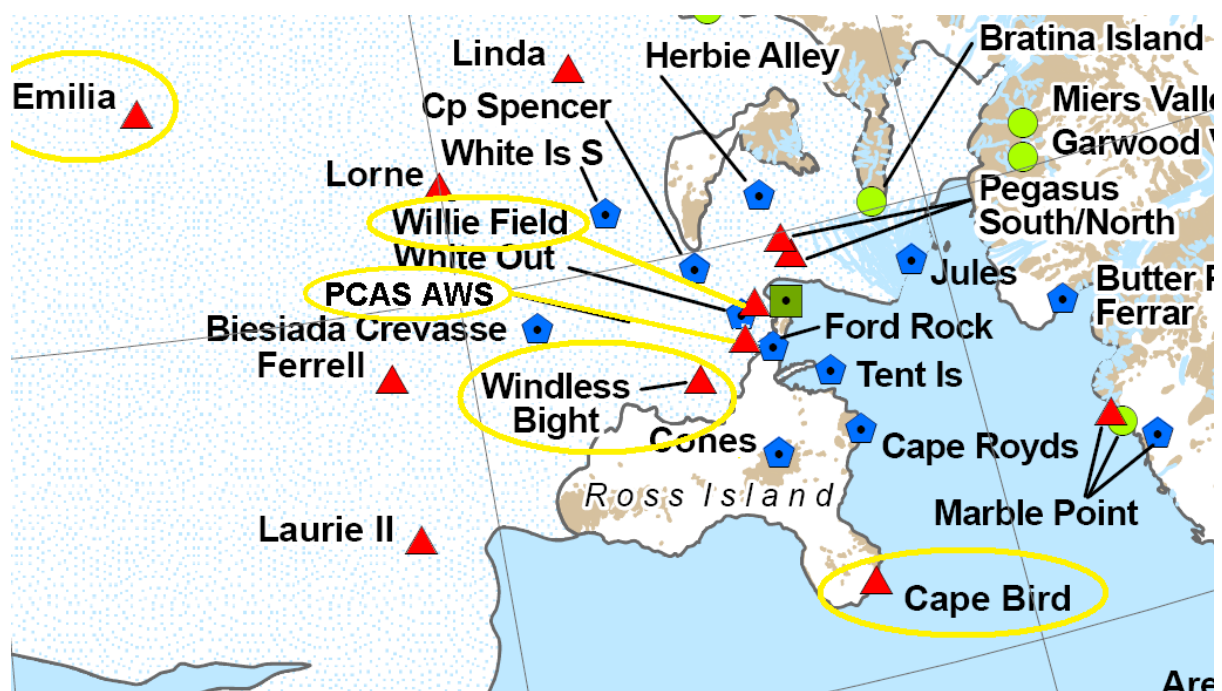 Linda
Herbie Alley
Bratina Island
Emilia
Cp Spencer
Miers Valle
Garwood V
White Is S
Lorne
Pegasus
South/North
Willie Field
White Out
Jules
PCAS AWS
Butter P
Ferrar
Biesiada Crevasse
Ford Rock
Ferrell
Tent Is
Windless
Bight
Cones
Cape Royds
Ross Island
Marble Point
Laurie II
Cape Bird
Are